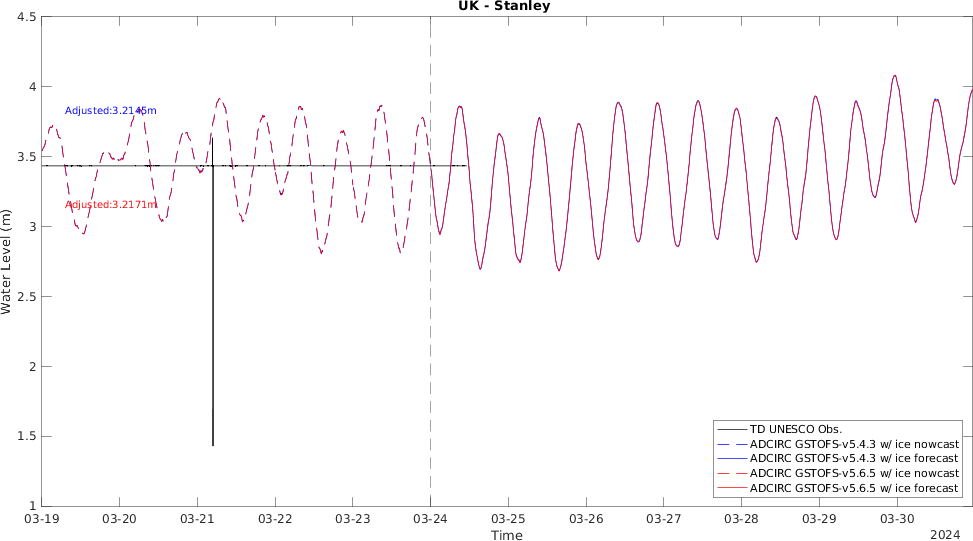 UK - Stanley
4.5
4
3.5
3
2.5
2
1.5
1
Water Level (m)
Adjusted:3.2145m
Adjusted:3.2171m
TD UNESCO Obs.
ADCIRC GSTOFS-v5.4.3 w/ ice nowcast
ADCIRC GSTOFS-v5.4.3 w/ ice forecast
ADCIRC GSTOFS-v5.6.5 w/ ice nowcast
ADCIRC GSTOFS-v5.6.5 w/ ice forecast
03-19 03-20 03-21 03-22 03-23 03-24 03-25 03-26 03-27 03-28 03-29 03-30
Time
2024